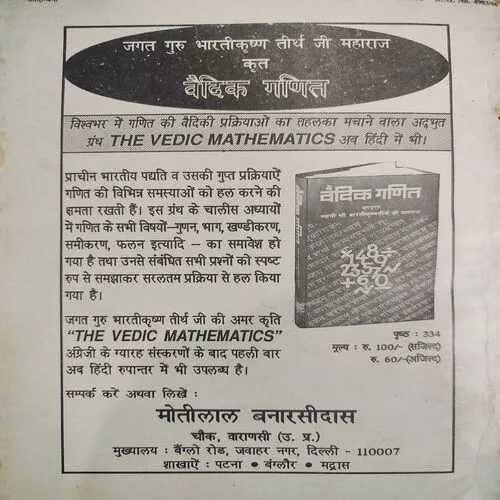 जगत गुरु भारतीकृष्ण तीर्थ जी महाराज
कृत
वैदिक गणित
विश्वभर में गणित की वैदिकी प्रक्रियाओं का तहलका मचाने वाला अद्भुत
ग्रंथ THE VEDIC MATHEMATICS अब हिंदी में भी।
प्राचीन भारतीय पद्यति व उसकी गुप्त प्रक्रियाऐं
गणित की विभिन्न समस्याओं को हल करने की
क्षमता रखती हैं। इस ग्रंथ के चालीस अध्यायों
में गणित के सभी विषयों—गुणन, भाग, खण्डीकरण,
समीकरण, फलन इत्यादि – का समावेश हो
गया है तथा उनसे संबंधित सभी प्रश्नों को स्पष्ट
रुप से समझाकर सरलतम प्रक्रिया से हल किया
गया है।
वैदिक गणित
जगत गुरु भारतीकृष्ण तीर्थ जी की अमर कृति
"THE VEDIC MATHEMATICS"
अंग्रेजी के ग्यारह संस्करणों के बाद पहली बार
अब हिंदी रुपान्तर में भी उपलब्ध है।
पृष्ठ : 334
मूल्य : रु. 100/- (सजिल्द)
रु. 60/-(अजिल्द)
सम्पर्क करें अथवा लिखें :
मोतीलाल बनारसीदास
चौक, वाराणसी (उ. प्र.)
मुख्यालय : बैंग्लो रोड, जवाहर नगर, दिल्ली - 110007
शाखाऐं : पटना • बंग्लौर • मद्रास